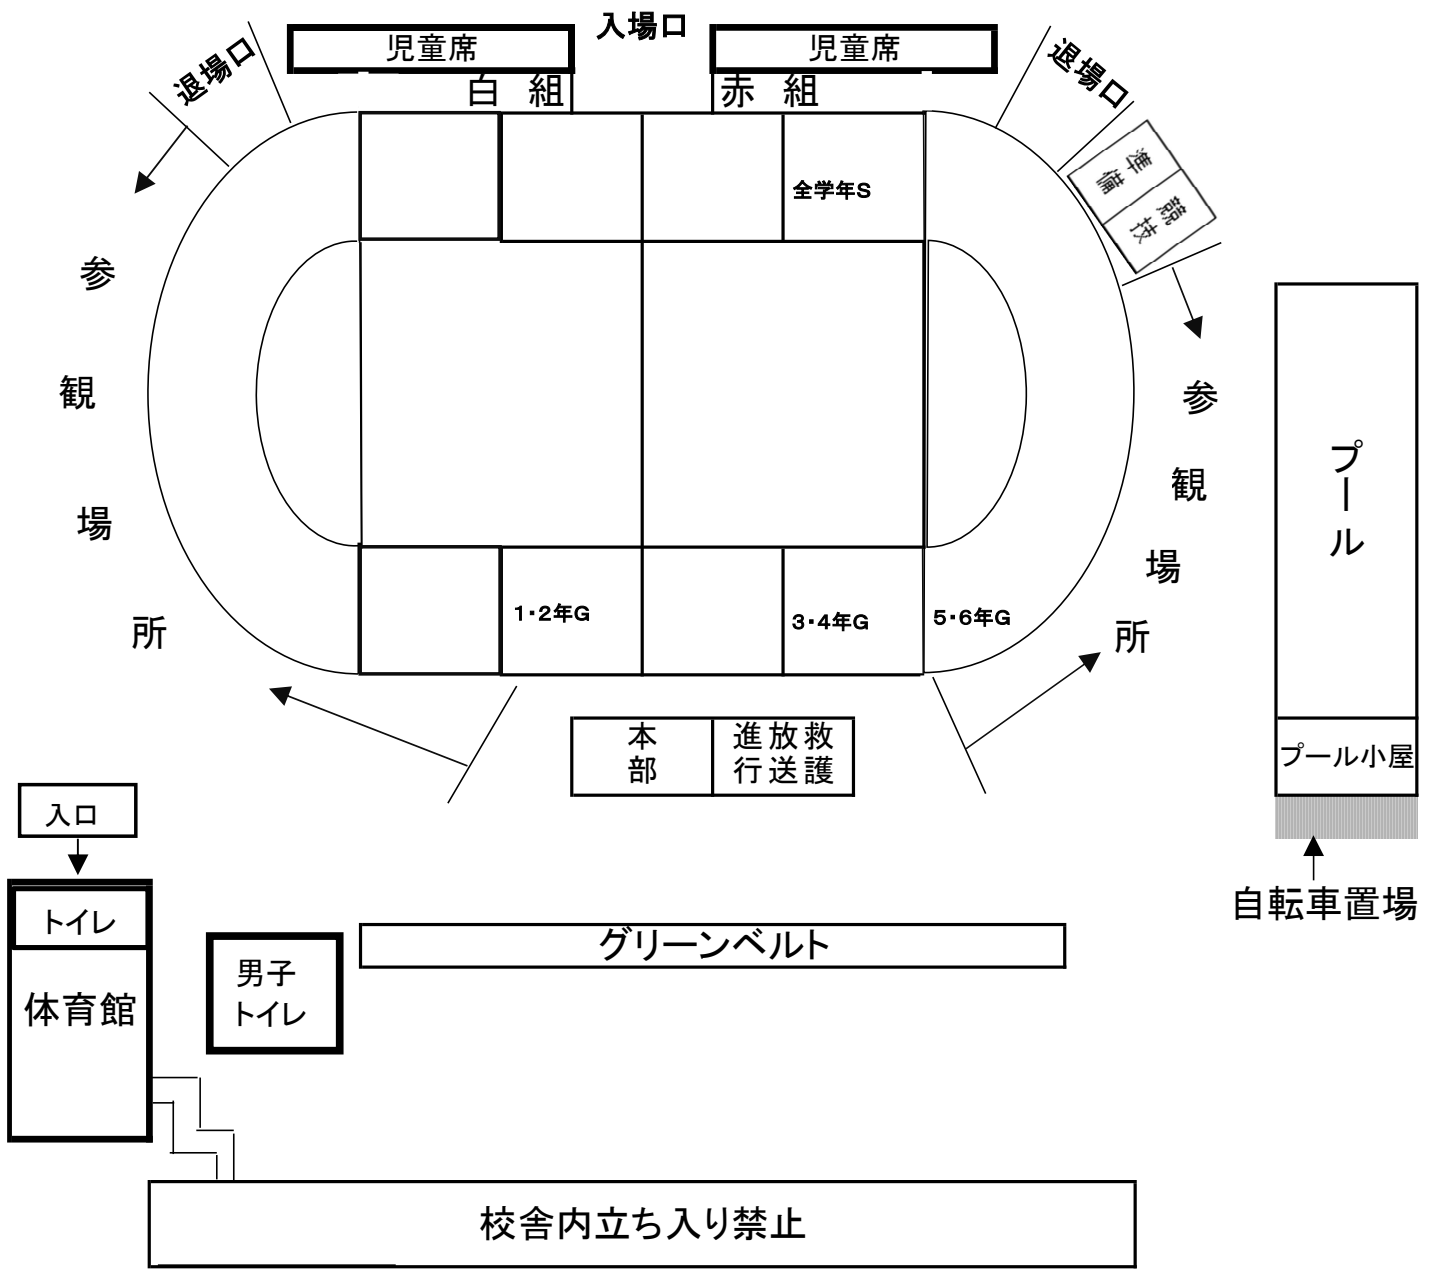 入場口
児童席
児童席
退場口
退場口
白組
赤組
準備
競技
全学年S
参観場所
参観場所
プール
1・2年G
3・4年G
5・6年G
本部
進行
放送
救護
プール小屋
入口
自転車置場
トイレ
体育館
男子
トイレ
グリーンベルト
校舎内立ち入り禁止